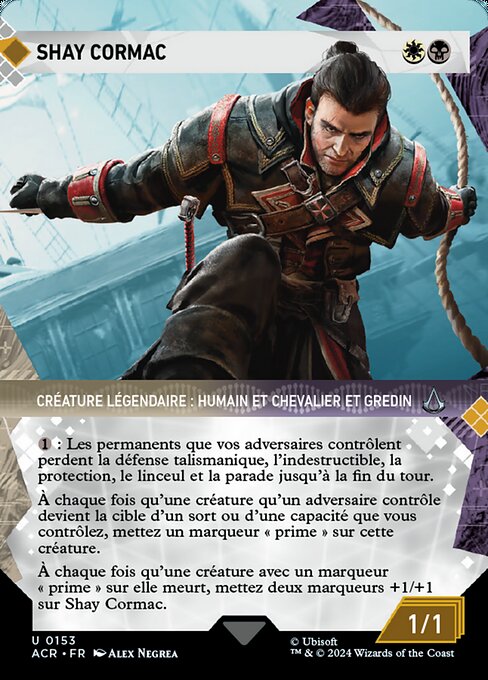 SHAY CORMAC
CRÉATURE LÉGENDAIRE : HUMAIN ET CHEVALIER ET GREDIN
1 : Les permanents que vos adversaires contrôlent
perdent la défense talismanique, l'indestructible, la
protection, le linceul et la parade jusqu'à la fin du tour.
À chaque fois qu'une créature qu'un adversaire contrôle
devient la cible d'un sort ou d'une capacité que vous
contrôlez, mettez un marqueur « prime » sur cette
créature.
À chaque fois qu'une créature avec un marqueur
« prime » sur elle meurt, mettez deux marqueurs +1/+1
sur Shay Cormac.
1/1
U 0153
ACR • FR Alex Negrea
© Ubisoft
™ & © 2024 Wizards of the Coast